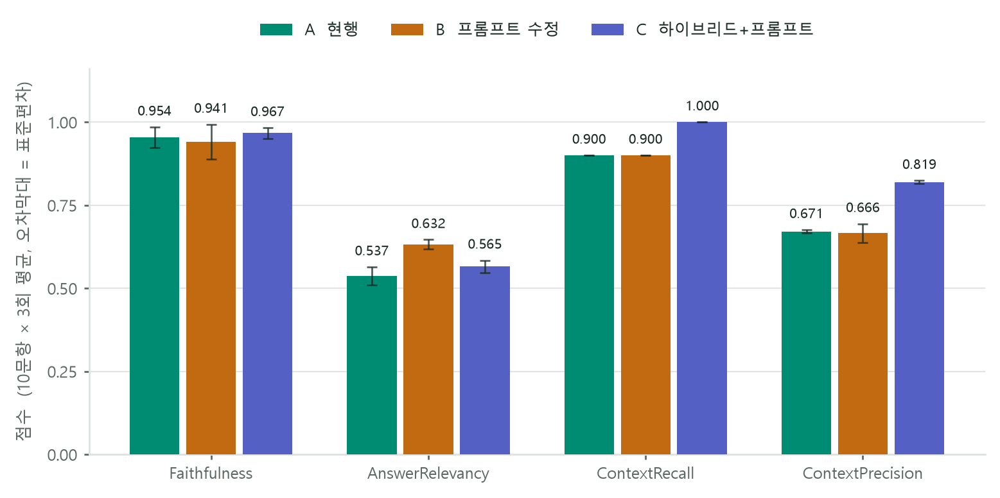 A 현행 B 프롬프트 수정 C 하이브리드+프롬프트
점수 (10문항 × 3회 평균, 오차막대 = 표준편차)
1.00
0.75
0.50
0.25
0.00
0.954 0.941 0.967
0.537 0.632 0.565
0.900 0.900 1.000
0.671 0.666 0.819
Faithfulness AnswerRelevancy ContextRecall ContextPrecision